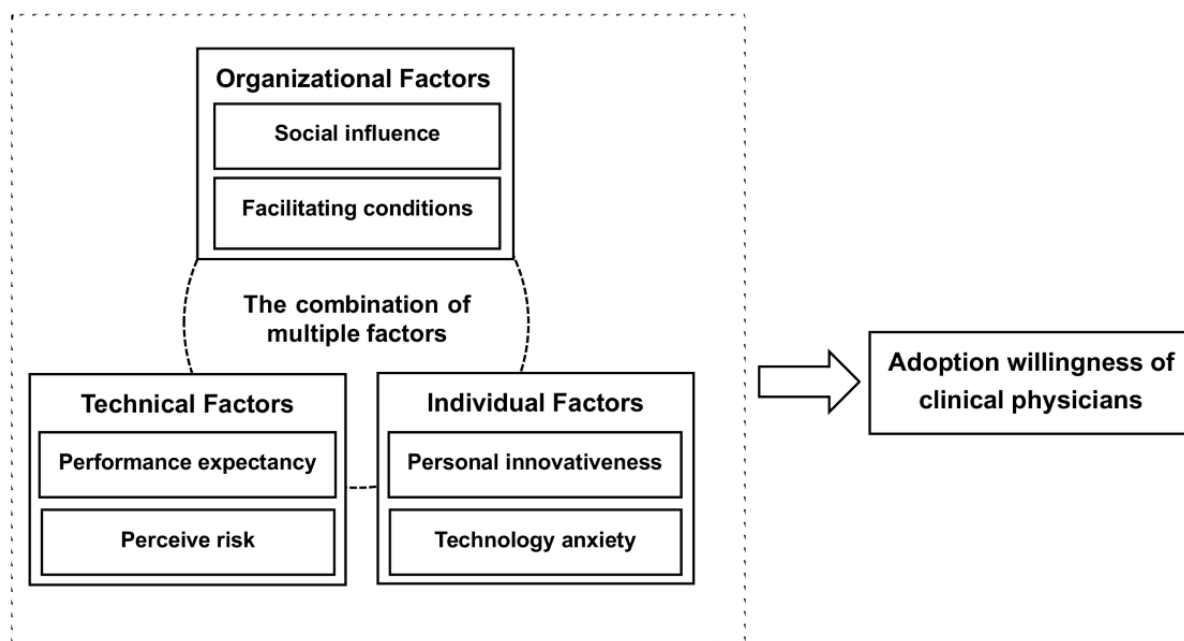 Organizational Factors
Social influence
Facilitating conditions
The combination of
multiple factors
Technical Factors
Performance expectancy
Perceive risk
Individual Factors
Personal innovativeness
Technology anxiety
Adoption willingness of
clinical physicians